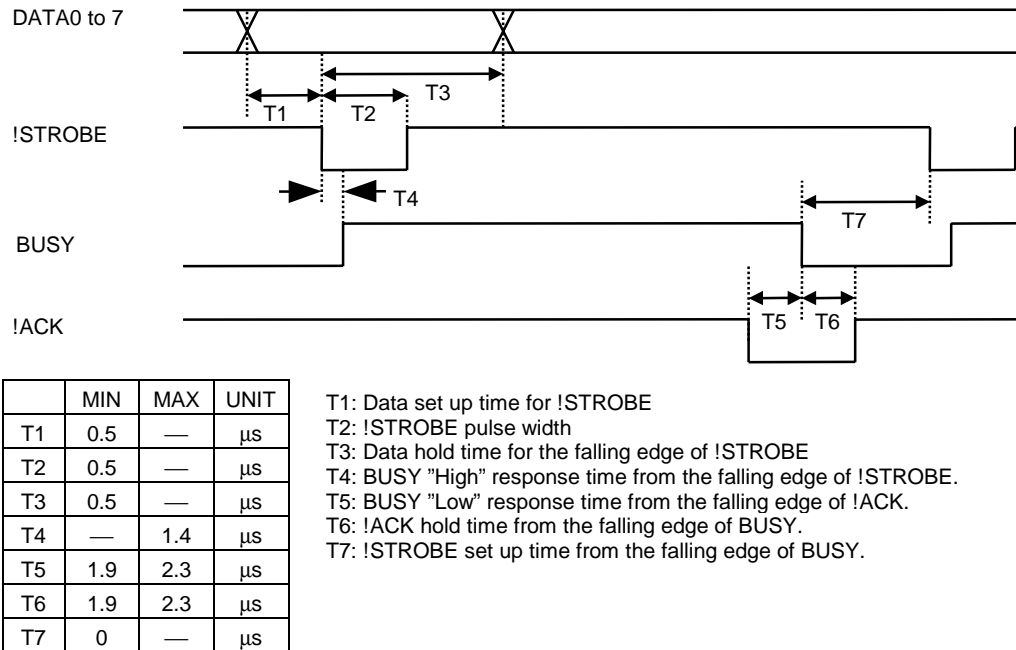 DATA0 to 7
T3
T1
T2
!STROBE
T4
T7
BUSY
T5
T6
!ACK
MIN MAX UNIT
T1 0.5 — μs
T2 0.5 — μs
T3 0.5 — μs
T4 — 1.4 μs
T5 1.9 2.3 μs
T6 1.9 2.3 μs
T7 0 — μs
T1: Data set up time for !STROBE
T2: !STROBE pulse width
T3: Data hold time for the falling edge of !STROBE
T4: BUSY ”High” response time from the falling edge of !STROBE.
T5: BUSY ”Low” response time from the falling edge of !ACK.
T6: !ACK hold time from the falling edge of BUSY.
T7: !STROBE set up time from the falling edge of BUSY.